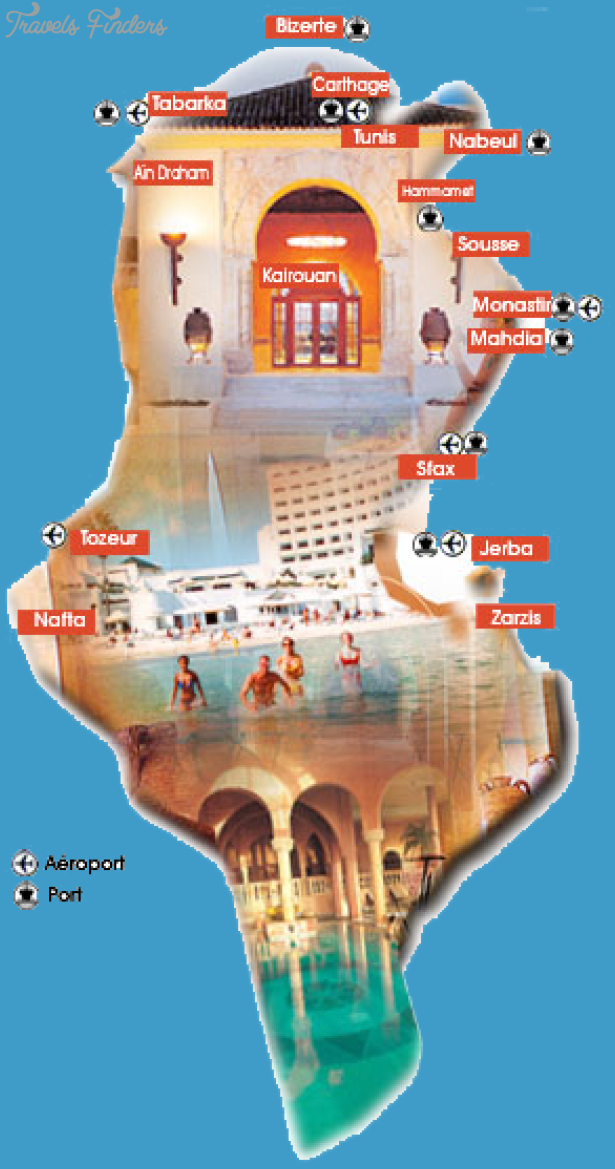 Travels Finders
Bizerte
Carthage
Tabarka
Tunis
Nabeul
Aïn Draham
Hammamet
Sousse
Kairouan
Monastir
Mahdia
Sfax
Tozeur
Jerba
Nafta
Zarzis
Aéroport
Port